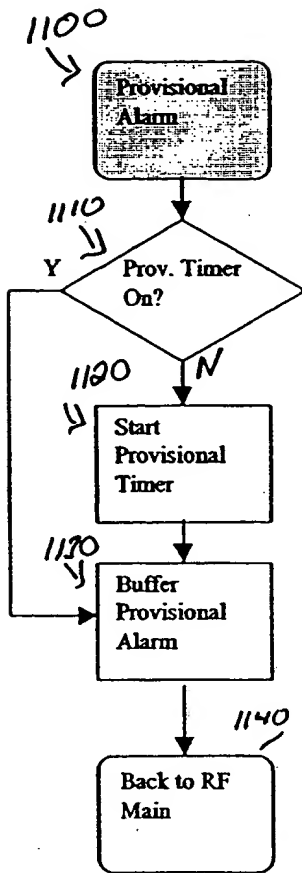 1100
Provisional
Alarm
1110
Y
Prov. Timer
On?
N
1120
Start
Provisional
Timer
1130
Buffer
Provisional
Alarm
1140
Back to RF
Main